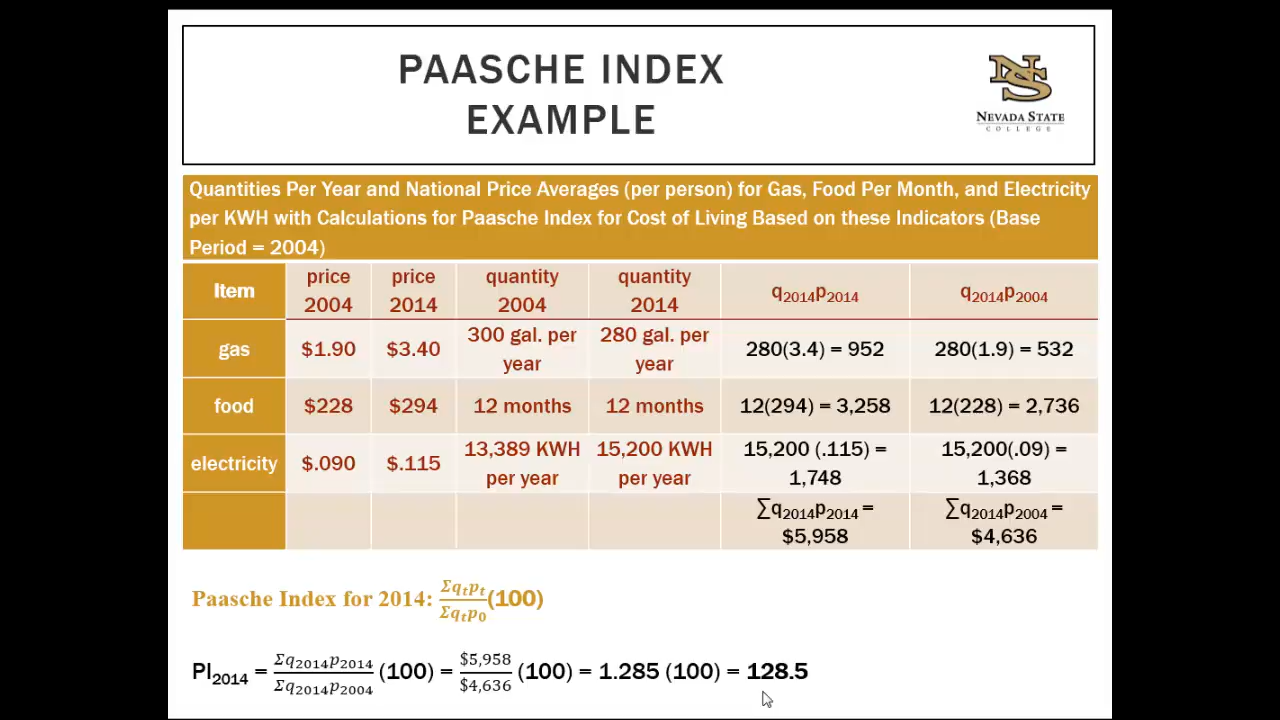 PAASCHE INDEX
EXAMPLE
NEVADA STATE
COLLEGE
Quantities Per Year and National Price Averages (per person) for Gas, Food Per Month, and Electricity
per KWH with Calculations for Paasche Index for Cost of Living Based on these Indicators (Base
Period = 2004)
Item price 2004 price 2014 quantity 2004 quantity 2014 q₂₀₁₄p₂₀₁₄ q₂₀₁₄p₂₀₀₄
gas $1.90 $3.40 300 gal. per year 280 gal. per year 280(3.4) = 952 280(1.9) = 532
food $228 $294 12 months 12 months 12(294) = 3,258 12(228) = 2,736
electricity $.090 $.115 13,389 KWH per year 15,200 KWH per year 15,200 (.115) = 1,748 15,200(.09) = 1,368
∑q₂₀₁₄p₂₀₁₄ = $5,958 ∑q₂₀₁₄p₂₀₀₄ = $4,636
Paasche Index for 2014: Σqₜpₜ/Σqₜp₀ (100)
PI₂₀₁₄ = Σq₂₀₁₄p₂₀₁₄/Σq₂₀₁₄p₂₀₀₄ (100) = $5,958/$4,636 (100) = 1.285 (100) = 128.5